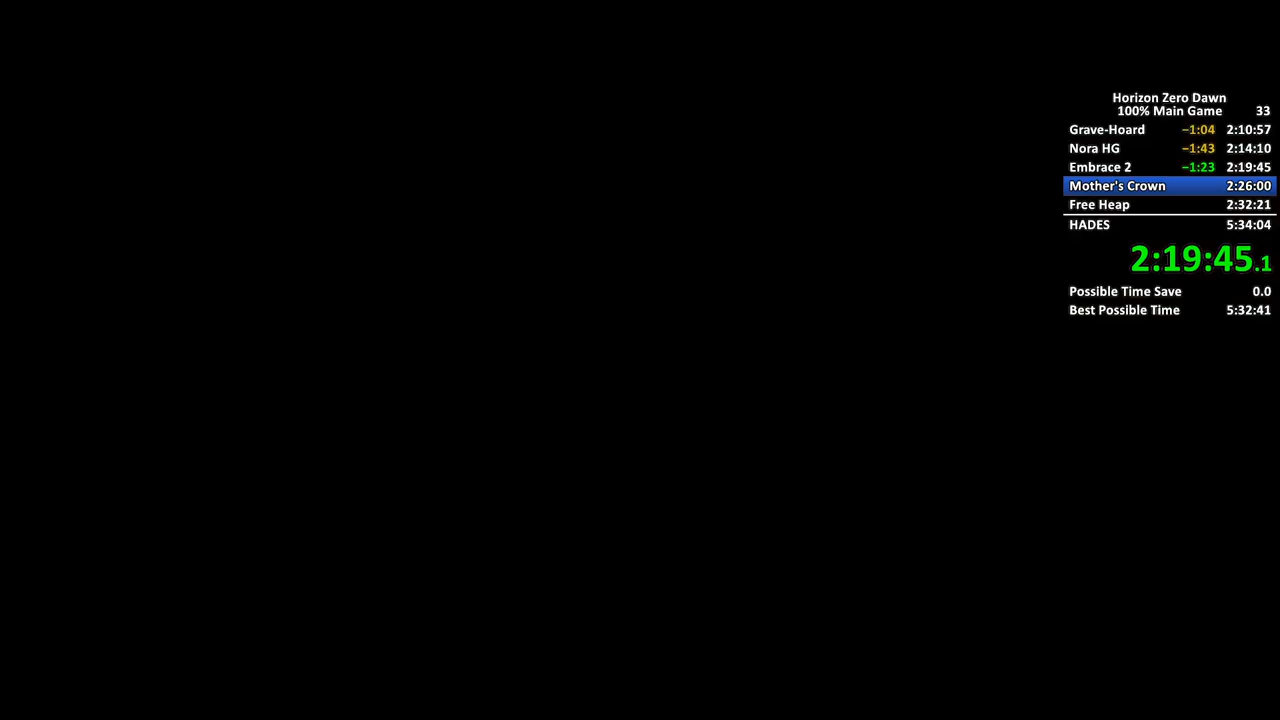 Horizon Zero Dawn
100% Main Game 33
Grave-Hoard −1:04 2:10:57
Nora HG −1:43 2:14:10
Embrace 2 −1:23 2:19:45
Mother's Crown 2:26:00
Free Heap 2:32:21
HADES 5:34:04
2:19:45.1
Possible Time Save 0.0
Best Possible Time 5:32:41